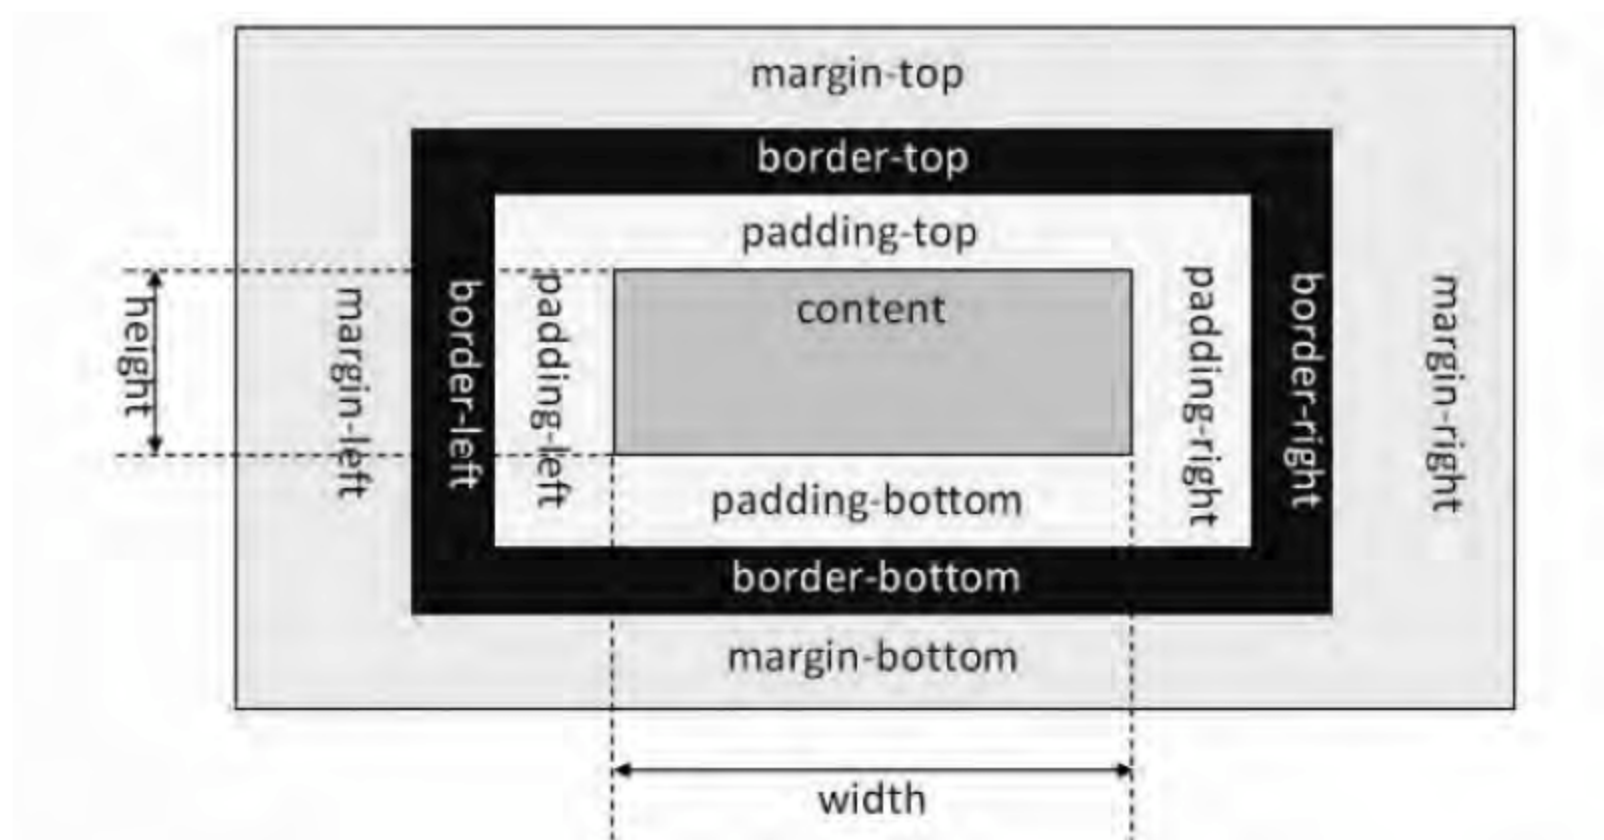 margin-top
border-top
padding-top
content
height
margin-left
border-left
padding-left
padding-right
border-right
margin-right
padding-bottom
border-bottom
margin-bottom
width